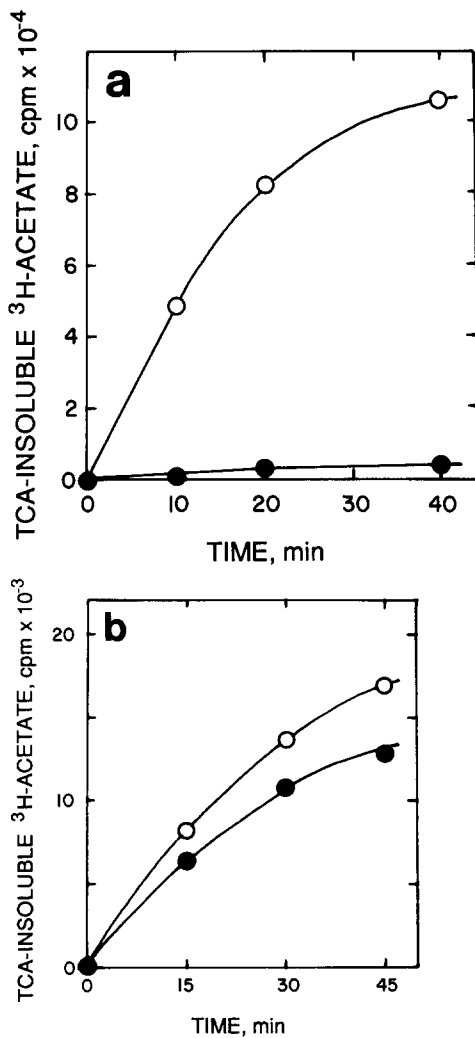 a
TCA-INSOLUBLE ³H-ACETATE, cpm x 10⁻⁴
10
8
6
4
2
0
0 10 20 30 40
TIME, min
b
TCA-INSOLUBLE ³H-ACETATE, cpm x 10⁻³
20
10
0
0 15 30 45
TIME, min